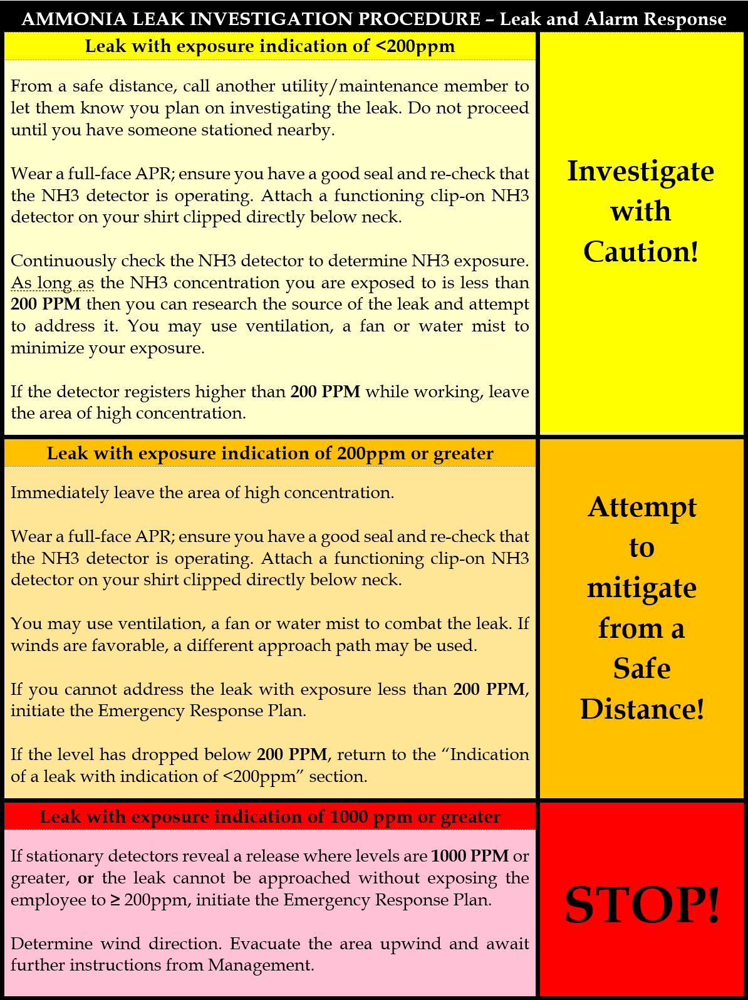 AMMONIA LEAK INVESTIGATION PROCEDURE – Leak and Alarm Response
Leak with exposure indication of <200ppm
From a safe distance, call another utility/maintenance member to
let them know you plan on investigating the leak. Do not proceed
until you have someone stationed nearby.
Wear a full-face APR; ensure you have a good seal and re-check that
the NH3 detector is operating. Attach a functioning clip-on NH3
detector on your shirt clipped directly below neck.
Continuously check the NH3 detector to determine NH3 exposure.
As long as the NH3 concentration you are exposed to is less than
200 PPM then you can research the source of the leak and attempt
to address it. You may use ventilation, a fan or water mist to
minimize your exposure.
If the detector registers higher than 200 PPM while working, leave
the area of high concentration.
Investigate
with
Caution!
Leak with exposure indication of 200ppm or greater
Immediately leave the area of high concentration.
Wear a full-face APR; ensure you have a good seal and re-check that
the NH3 detector is operating. Attach a functioning clip-on NH3
detector on your shirt clipped directly below neck.
You may use ventilation, a fan or water mist to combat the leak. If
winds are favorable, a different approach path may be used.
If you cannot address the leak with exposure less than 200 PPM,
initiate the Emergency Response Plan.
If the level has dropped below 200 PPM, return to the “Indication
of a leak with indication of <200ppm” section.
Attempt
to
mitigate
from a
Safe
Distance!
Leak with exposure indication of 1000 ppm or greater
If stationary detectors reveal a release where levels are 1000 PPM or
greater, or the leak cannot be approached without exposing the
employee to ≥ 200ppm, initiate the Emergency Response Plan.
Determine wind direction. Evacuate the area upwind and await
further instructions from Management.
STOP!